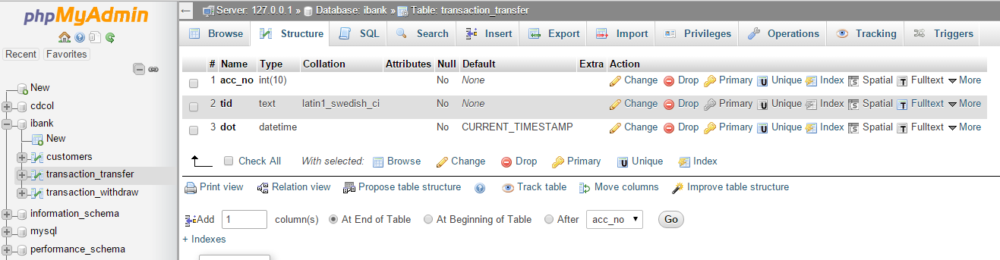 phpMyAdmin
Recent Favorites
New
cdcol
ibank
New
customers
transaction_transfer
transaction_withdraw
information_schema
mysql
performance_schema
Server: 127.0.0.1 » Database: ibank » Table: transaction_transfer
Browse Structure SQL Search Insert Export Import Privileges Operations Tracking Triggers
# Name Type Collation Attributes Null Default Extra Action
1 acc_no int(10) No None Change Drop Primary Unique Index Spatial Fulltext More
2 tid text latin1_swedish_ci No None Change Drop Primary Unique Index Spatial Fulltext More
3 dot datetime No CURRENT_TIMESTAMP Change Drop Primary Unique Index Spatial Fulltext More
Check All With selected: Browse Change Drop Primary Unique Index
Print view Relation view Propose table structure Track table Move columns Improve table structure
Add 1 column(s) At End of Table At Beginning of Table After acc_no Go
+ Indexes